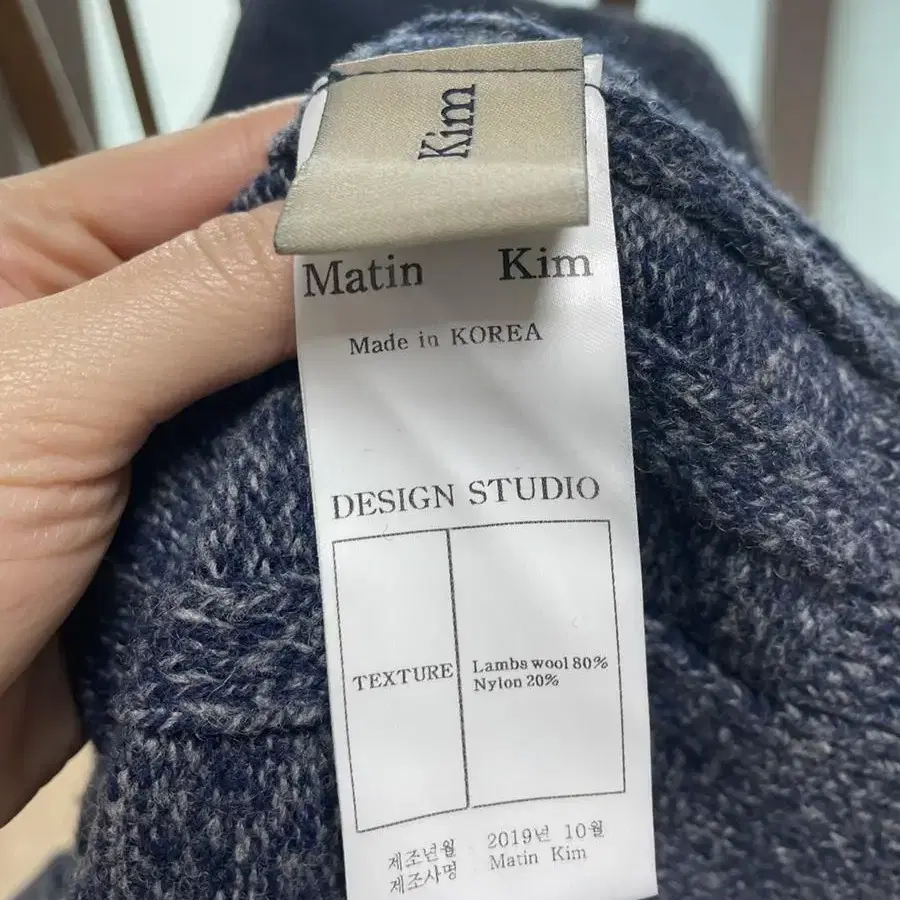 Kim
Matin Kim
Made in KOREA
DESIGN STUDIO
TEXTURE
Lambs wool 80%
Nylon 20%
제조년월 2019년 10월
제조사명 Matin Kim